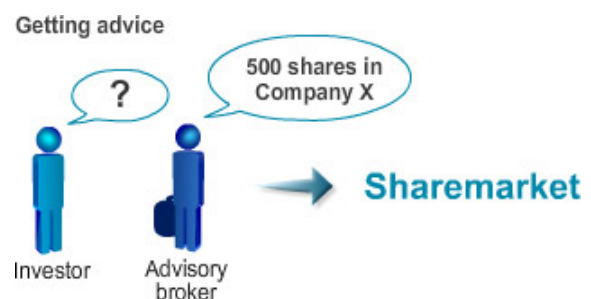 Getting advice
?
500 shares in
Company X
Sharemarket
Investor
Advisory
broker